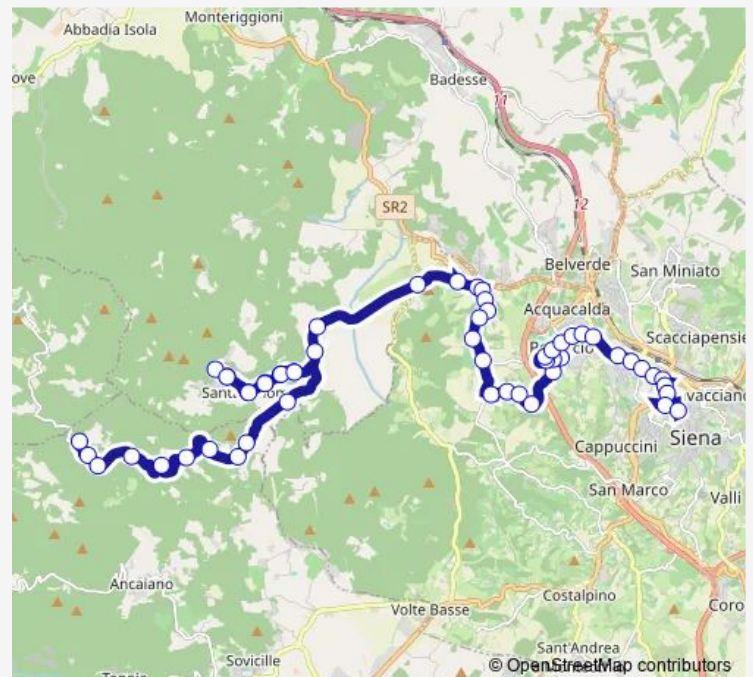 Monteriggioni
Abbadia Isola
ove
Badesse
11
SR2
12
Belverde
San Miniato
Acquacalda
Scacciapensie
vacciano
Siena
Cappuccini
San Marco
Valli
Ancaiano
Costalpino
Coro
Volte Basse
Sant'Andrea
Sovicille
© OpenStreetMap contributors